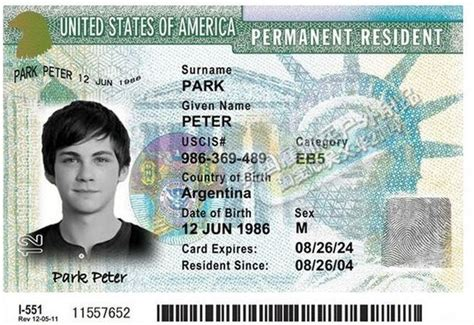 UNITED STATES OF AMERICA
PERMANENT RESIDENT
PARK PETER 12 JUN 1986
Surname
PARK
Given Name
PETER
USCIS#
Category
986-369-489
EB5
Country of Birth
Argentina
Date of Birth
Sex
12 JUN 1986
M
Card Expires:
08/26/24
Resident Since:
08/26/04
12
Park Peter
I-551
Rev 12-05-11
11557652